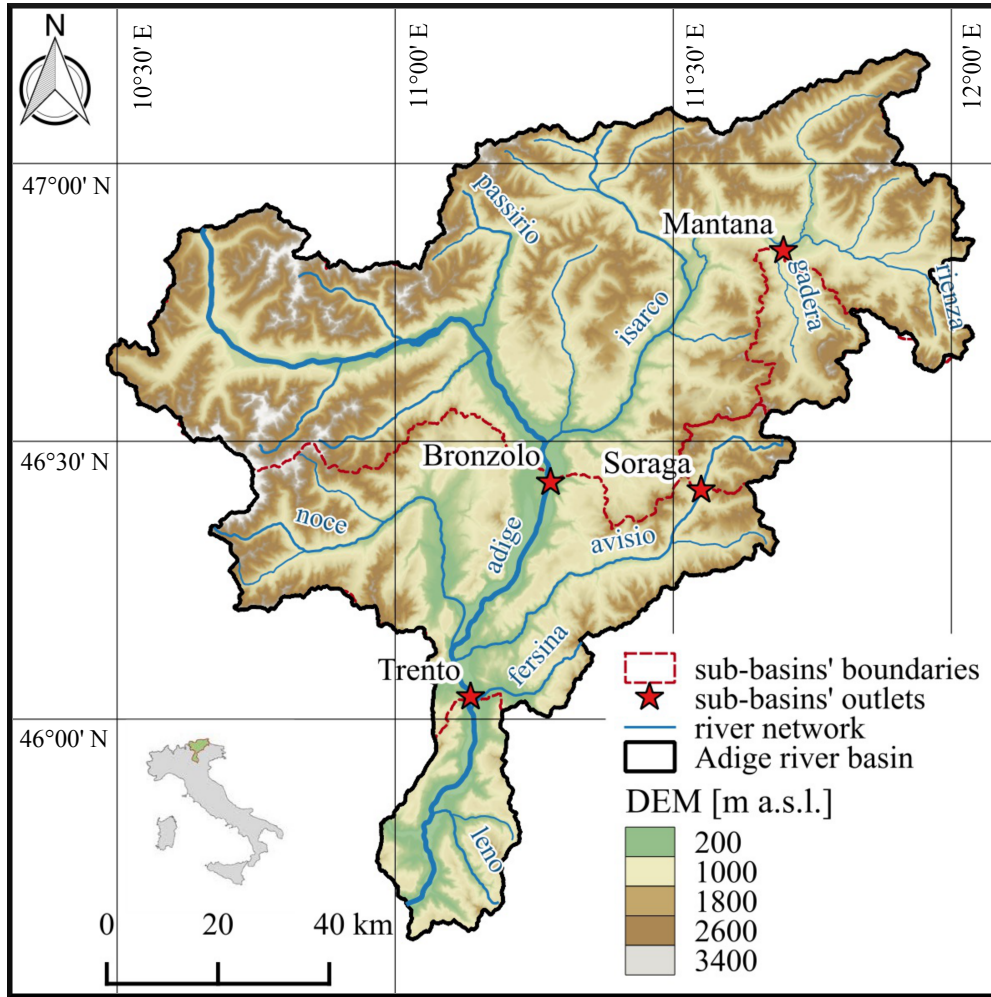 N
10°30' E
11°00' E
11°30' E
12°00' E
47°00' N
passirio
Mantana
gadera
rienza
isarco
46°30' N
Bronzolo
Soraga
noce
adige
avisio
fersina
Trento
46°00' N
leno
sub-basins' boundaries
sub-basins' outlets
river network
Adige river basin
DEM [m a.s.l.]
200
1000
1800
2600
3400
0 20 40 km